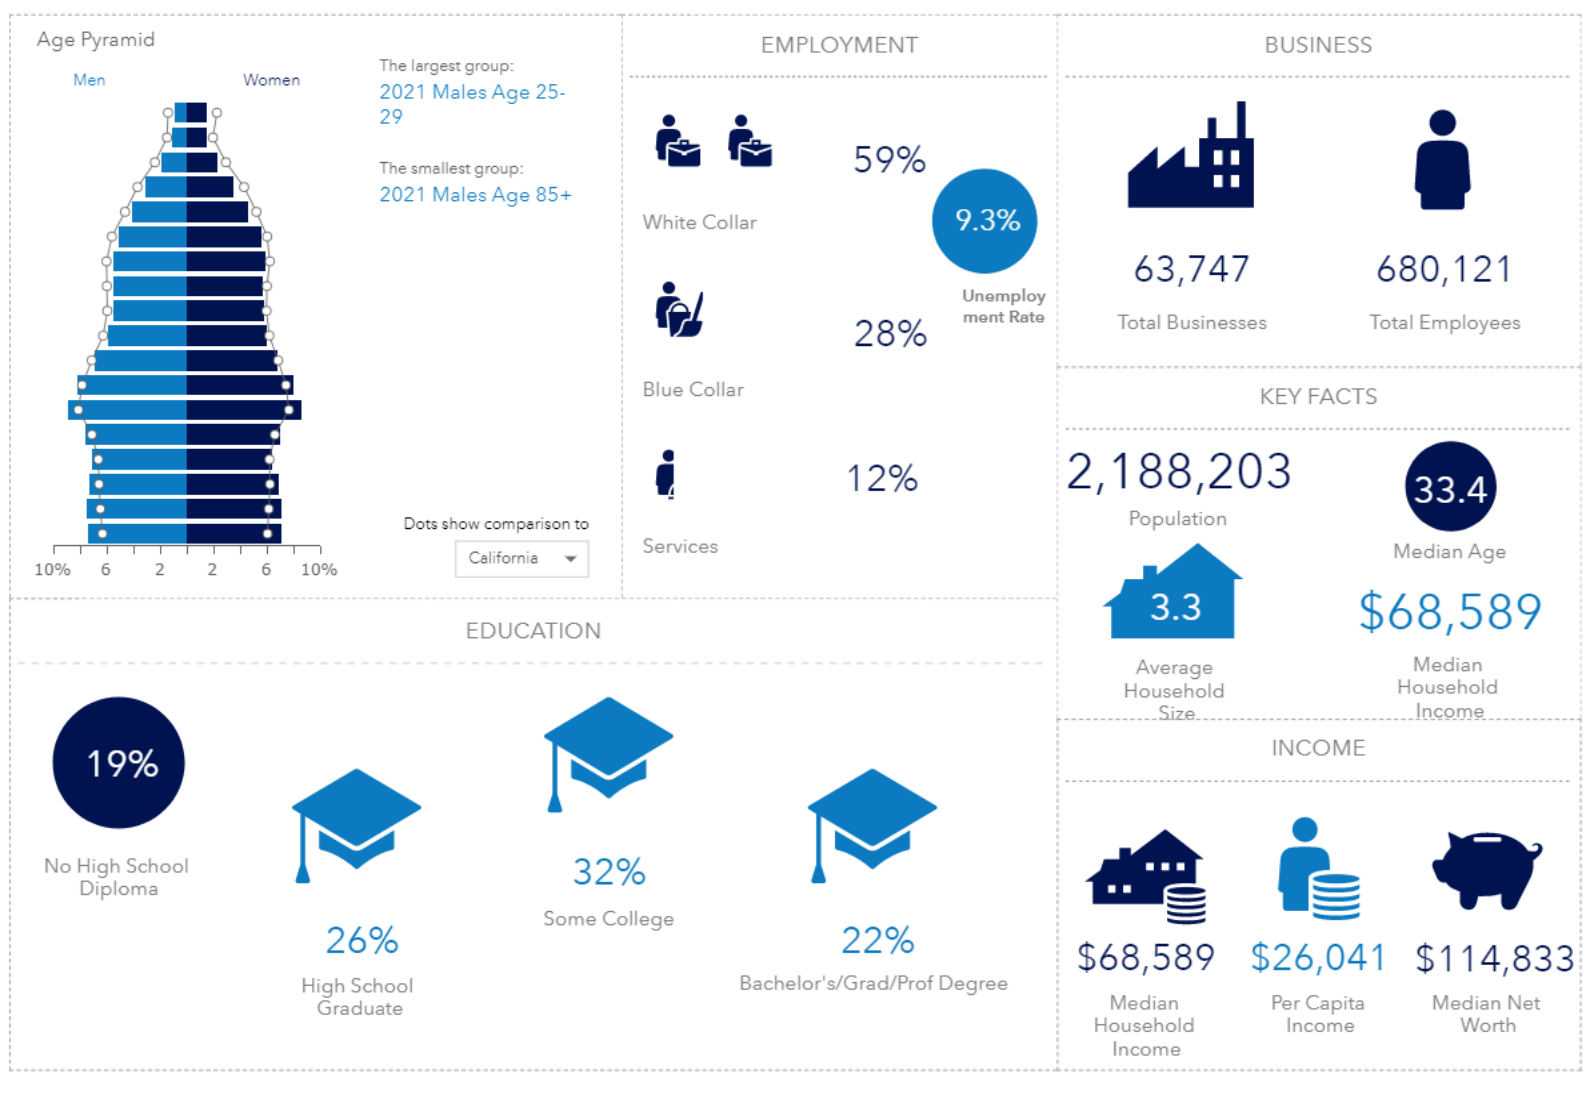 Age Pyramid
Men
Women
The largest group:
2021 Males Age 25-
29
The smallest group:
2021 Males Age 85+
10% 6 2 2 6 10%
Dots show comparison to
California
EMPLOYMENT
59%
White Collar
9.3%
Unemploy
ment Rate
28%
Blue Collar
12%
Services
BUSINESS
63,747
Total Businesses
680,121
Total Employees
KEY FACTS
2,188,203
Population
33.4
Median Age
3.3
Average
Household
Size
$68,589
Median
Household
Income
EDUCATION
19%
No High School
Diploma
26%
High School
Graduate
32%
Some College
22%
Bachelor's/Grad/Prof Degree
INCOME
$68,589
Median
Household
Income
$26,041
Per Capita
Income
$114,833
Median Net
Worth